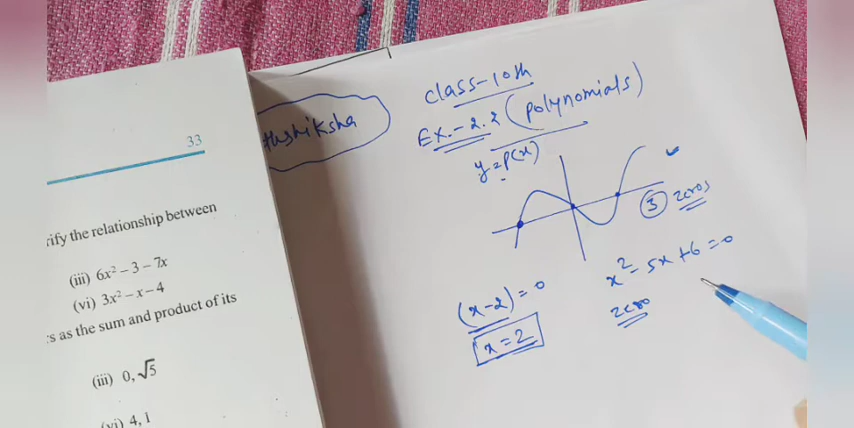 33
rify the relationship between
(iii) 6x² – 3 – 7x
(vi) 3x² – x – 4
rs as the sum and product of its
(iii) 0, √5
(vi) 4, 1
class-10th
Ex.-2.2 (polynomials)
y=p(x)
3 zeros
(x-2)=0
x=2
x²-5x+6=0
zero